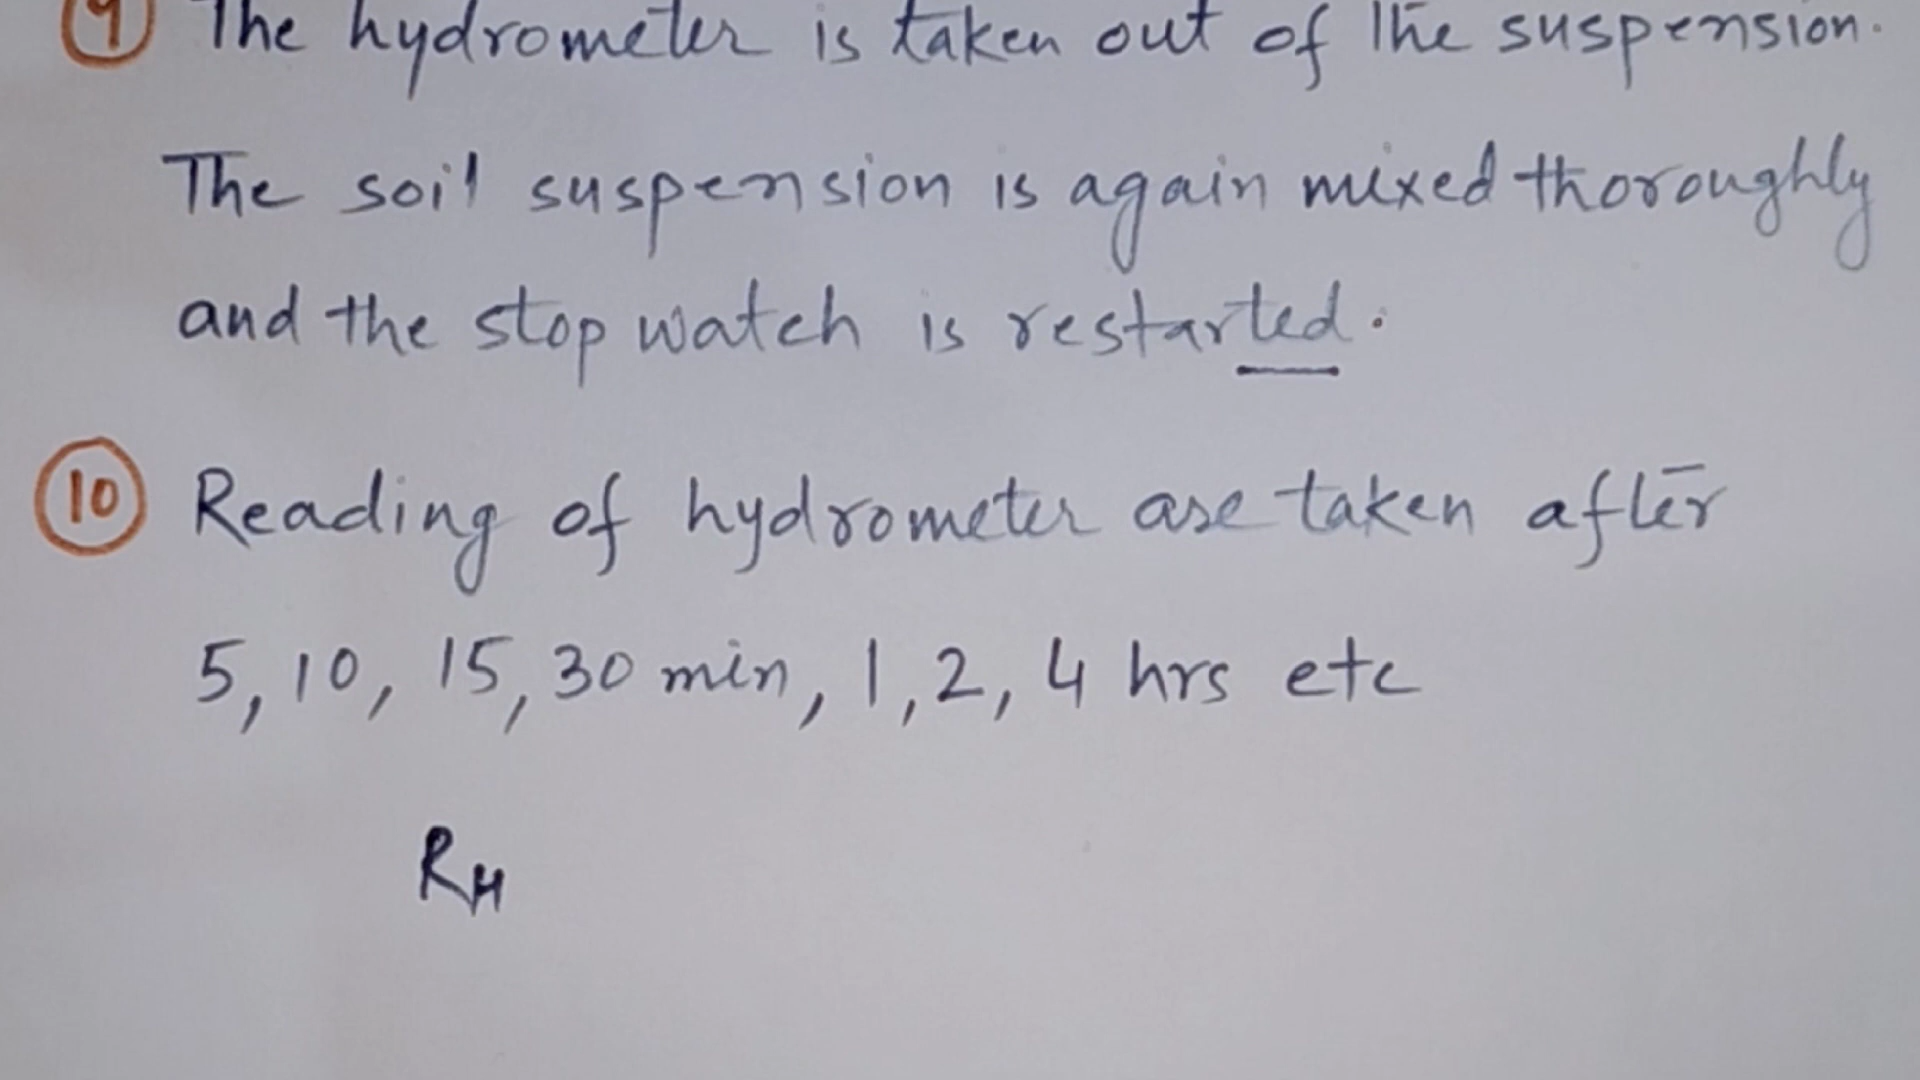 9 The hydrometer is taken out of the suspension.
The soil suspension is again mixed thoroughly
and the stop watch is restarted.
10 Reading of hydrometer are taken after
5, 10, 15, 30 min, 1, 2, 4 hrs etc
RH